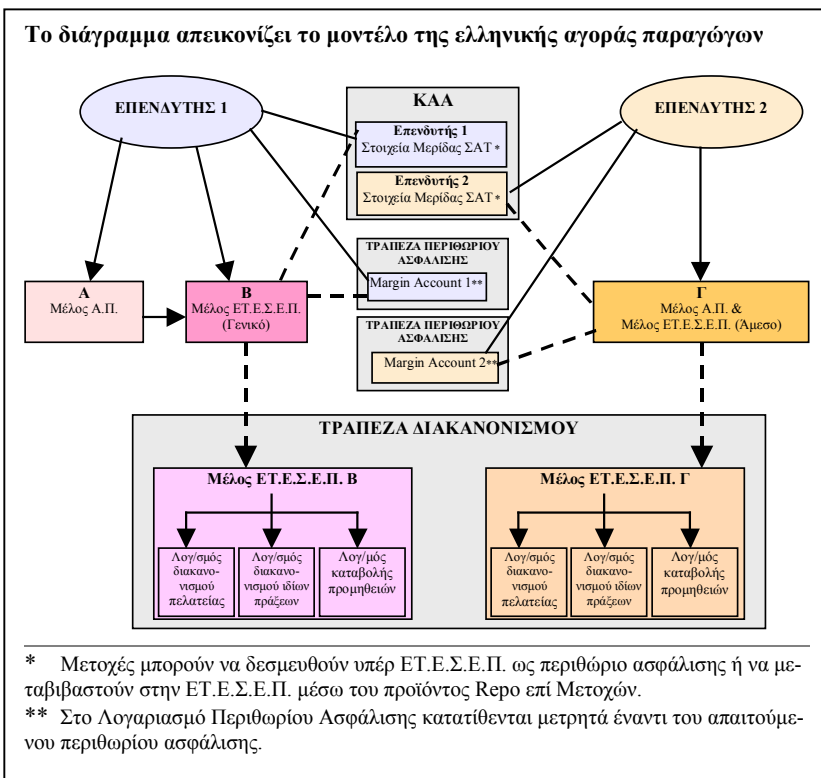 Το διάγραμμα απεικονίζει το μοντέλο της ελληνικής αγοράς παραγώγων
ΕΠΕΝΔΥΤΗΣ 1
ΚΑΑ
ΕΠΕΝΔΥΤΗΣ 2
Επενδυτής 1
Στοιχεία Μερίδας ΣΑΤ *
Επενδυτής 2
Στοιχεία Μερίδας ΣΑΤ *
ΤΡΑΠΕΖΑ ΠΕΡΙΘΩΡΙΟΥ
ΑΣΦΑΛΙΣΗΣ
Margin Account 1**
Α
Μέλος Α.Π.
Β
Μέλος ΕΤ.Ε.Σ.Ε.Π.
(Γενικό)
Γ
Μέλος Α.Π. &
Μέλος ΕΤ.Ε.Σ.Ε.Π. (Άμεσο)
ΤΡΑΠΕΖΑ ΠΕΡΙΘΩΡΙΟΥ
ΑΣΦΑΛΙΣΗΣ
Margin Account 2**
ΤΡΑΠΕΖΑ ΔΙΑΚΑΝΟΝΙΣΜΟΥ
Μέλος ΕΤ.Ε.Σ.Ε.Π. Β
Λογ/σμός
διακανο-
νισμού
πελατείας
Λογ/σμός
διακανο-
νισμού ιδίων
πράξεων
Λογ/μός
καταβολής
προμηθειών
Μέλος ΕΤ.Ε.Σ.Ε.Π. Γ
Λογ/σμός
διακανο-
νισμού
πελατείας
Λογ/σμός
διακανο-
νισμού ιδίων
πράξεων
Λογ/μός
καταβολής
προμηθειών
* Μετοχές μπορούν να δεσμευθούν υπέρ ΕΤ.Ε.Σ.Ε.Π. ως περιθώριο ασφάλισης ή να με-
ταβιβαστούν στην ΕΤ.Ε.Σ.Ε.Π. μέσω του προϊόντος Repo επί Μετοχών.
** Στο Λογαριασμό Περιθωρίου Ασφάλισης κατατίθενται μετρητά έναντι του απαιτούμε-
νου περιθωρίου ασφάλισης.